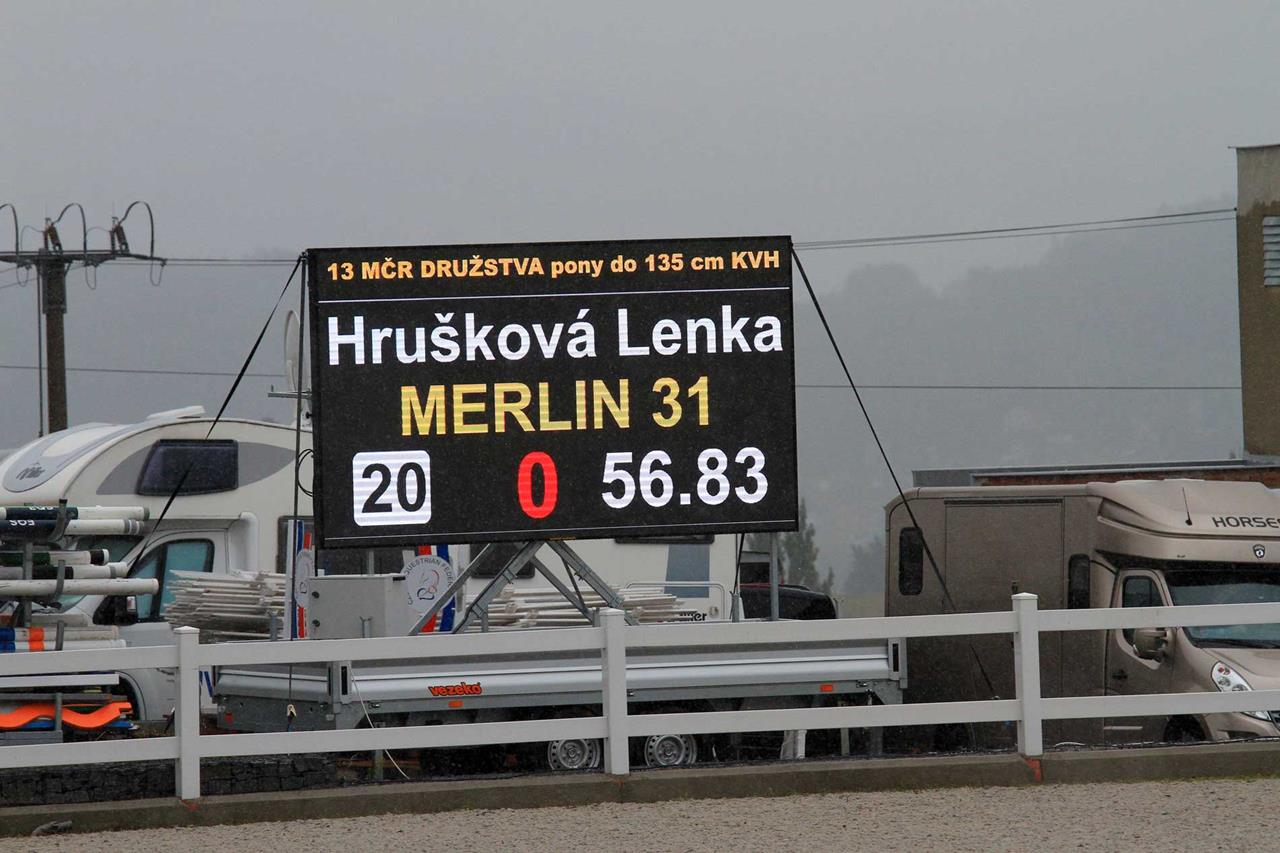 13 MČR DRUŽSTVA pony do 135 cm KVH
Hrušková Lenka
MERLIN 31
20 0 56.83
vezeko
HORSE